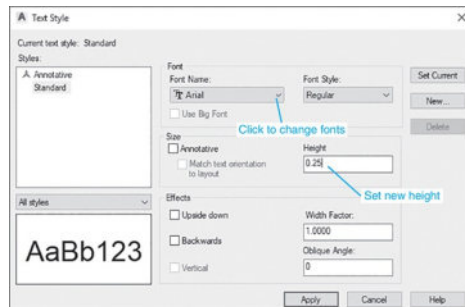 Text Style
Current text style: Standard
Styles:
Annotative
Standard
Font
Font Name:
Arial
Font Style:
Regular
Use Big Font
Click to change fonts
Size
Annotative
Match text orientation
to layout
Height
0.25
Set new height
Set Current
New...
Delete
All styles
AaBb123
Effects
Upside down
Backwards
Vertical
Width Factor:
1.0000
Oblique Angle:
0
Apply
Cancel
Help